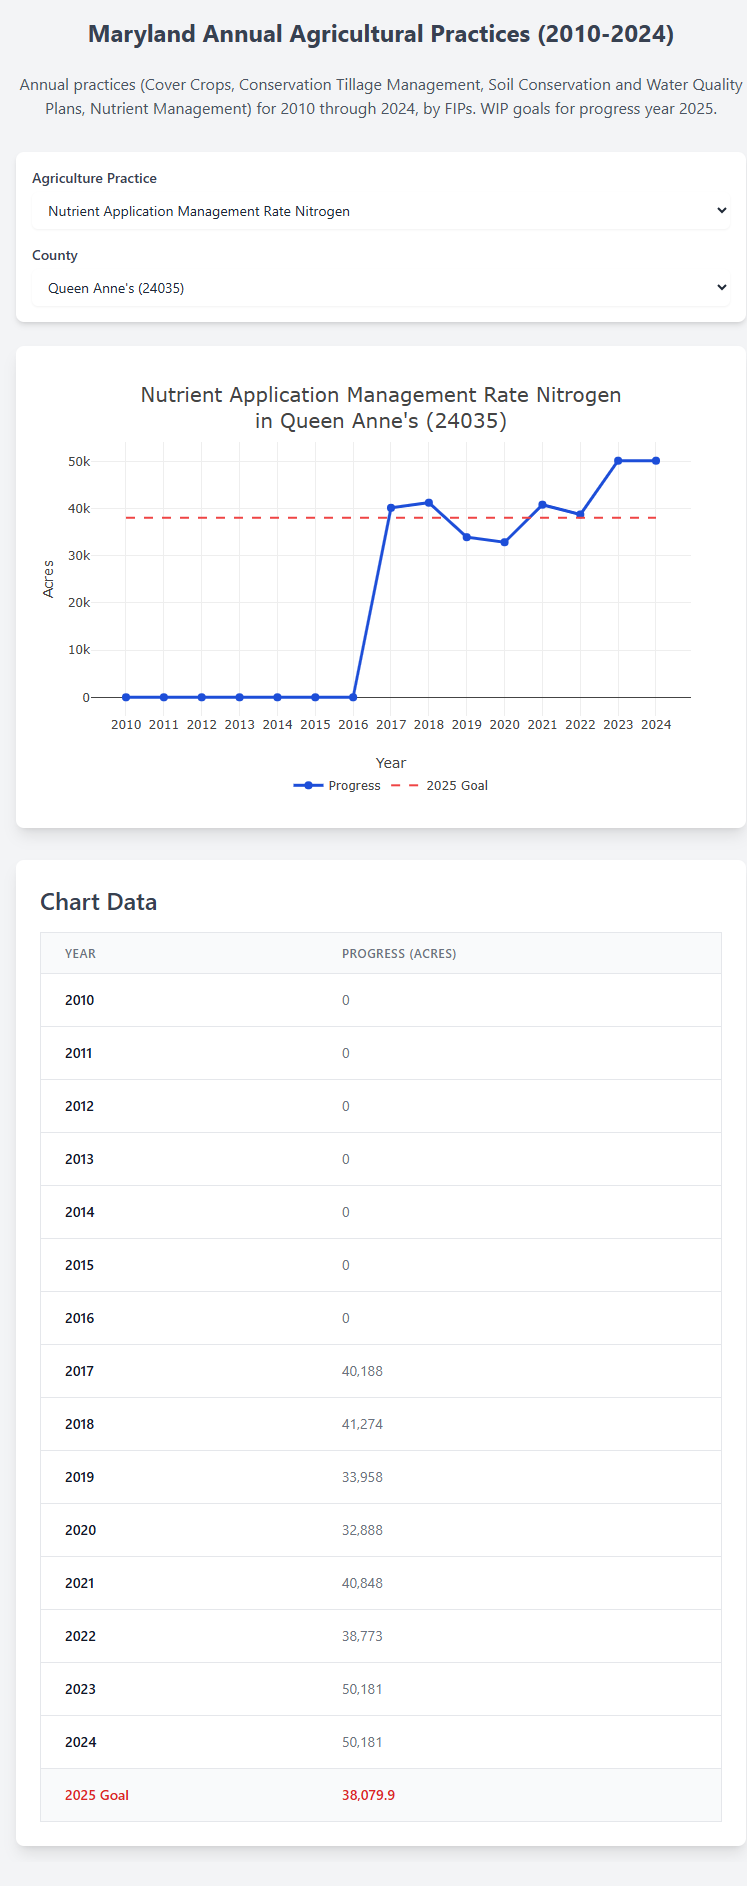 Maryland Annual Agricultural Practices (2010-2024)
Annual practices (Cover Crops, Conservation Tillage Management, Soil Conservation and Water Quality
Plans, Nutrient Management) for 2010 through 2024, by FIPs. WIP goals for progress year 2025.
Agriculture Practice
Nutrient Application Management Rate Nitrogen
County
Queen Anne's (24035)
Nutrient Application Management Rate Nitrogen
in Queen Anne's (24035)
50k
40k
30k
20k
10k
0
Acres
2010 2011 2012 2013 2014 2015 2016 2017 2018 2019 2020 2021 2022 2023 2024
Year
Progress 2025 Goal
Chart Data
YEAR PROGRESS (ACRES)
2010 0
2011 0
2012 0
2013 0
2014 0
2015 0
2016 0
2017 40,188
2018 41,274
2019 33,958
2020 32,888
2021 40,848
2022 38,773
2023 50,181
2024 50,181
2025 Goal 38,079.9